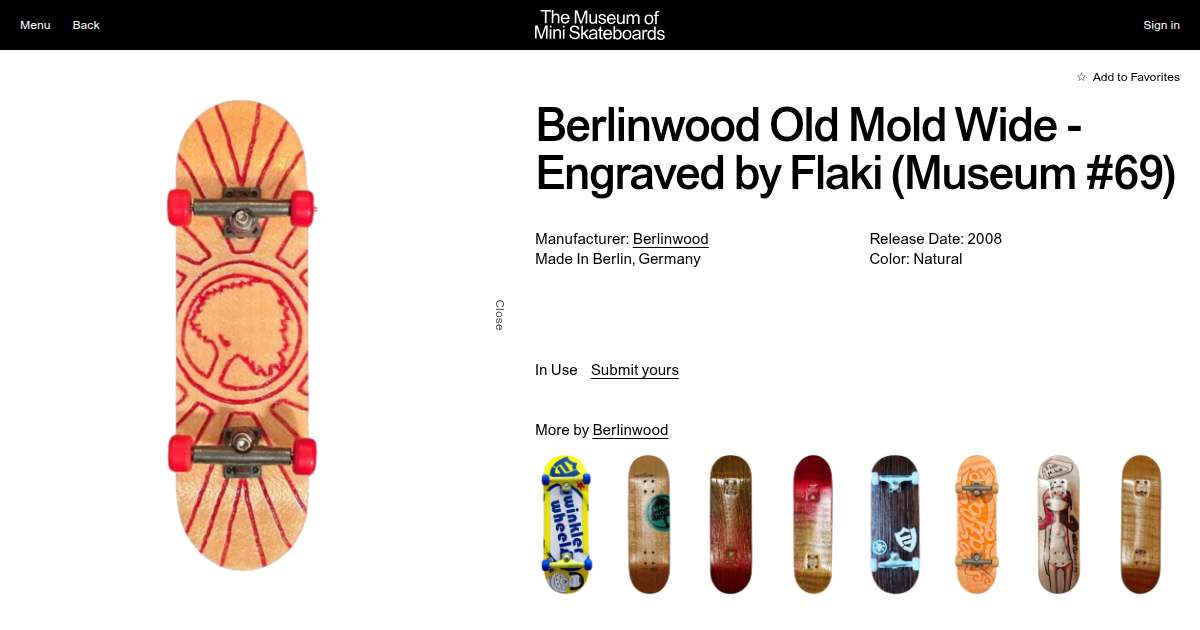 Menu
Back
The Museum of
Mini Skateboards
Sign in
☆ Add to Favorites
Berlinwood Old Mold Wide -
Engraved by Flaki (Museum #69)
Manufacturer: Berlinwood
Made In Berlin, Germany
Release Date: 2008
Color: Natural
Close
In Use
Submit yours
More by Berlinwood
winkler
wheels